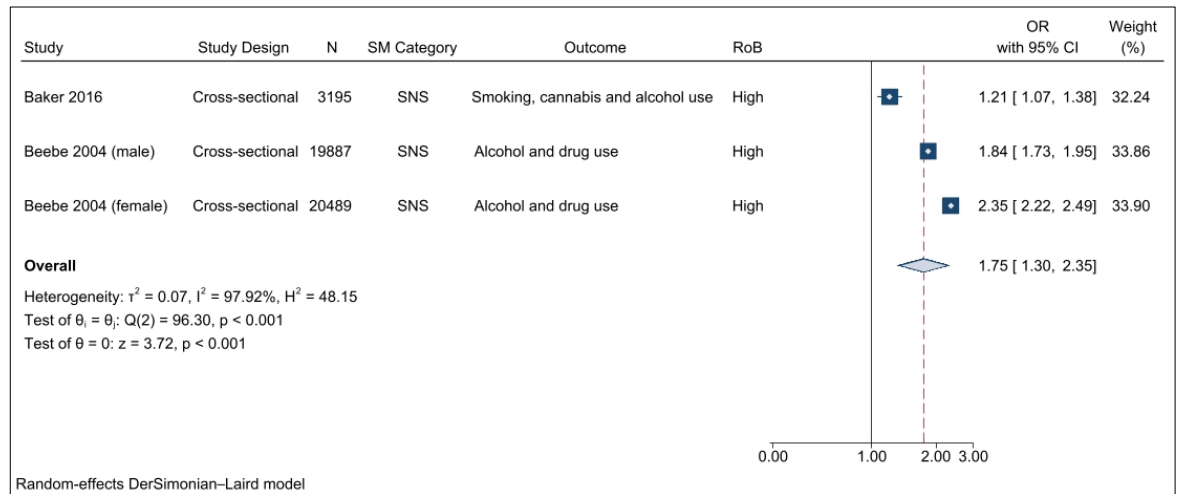 OR Weight
Study Study Design N SM Category Outcome RoB with 95% CI (%)
Baker 2016 Cross-sectional 3195 SNS Smoking, cannabis and alcohol use High 1.21 [ 1.07, 1.38] 32.24
Beebe 2004 (male) Cross-sectional 19887 SNS Alcohol and drug use High 1.84 [ 1.73, 1.95] 33.86
Beebe 2004 (female) Cross-sectional 20489 SNS Alcohol and drug use High 2.35 [ 2.22, 2.49] 33.90
Overall 1.75 [ 1.30, 2.35]
Heterogeneity: τ² = 0.07, I² = 97.92%, H² = 48.15
Test of θᵢ = θⱼ: Q(2) = 96.30, p < 0.001
Test of θ = 0: z = 3.72, p < 0.001
0.00 1.00 2.00 3.00
Random-effects DerSimonian–Laird model